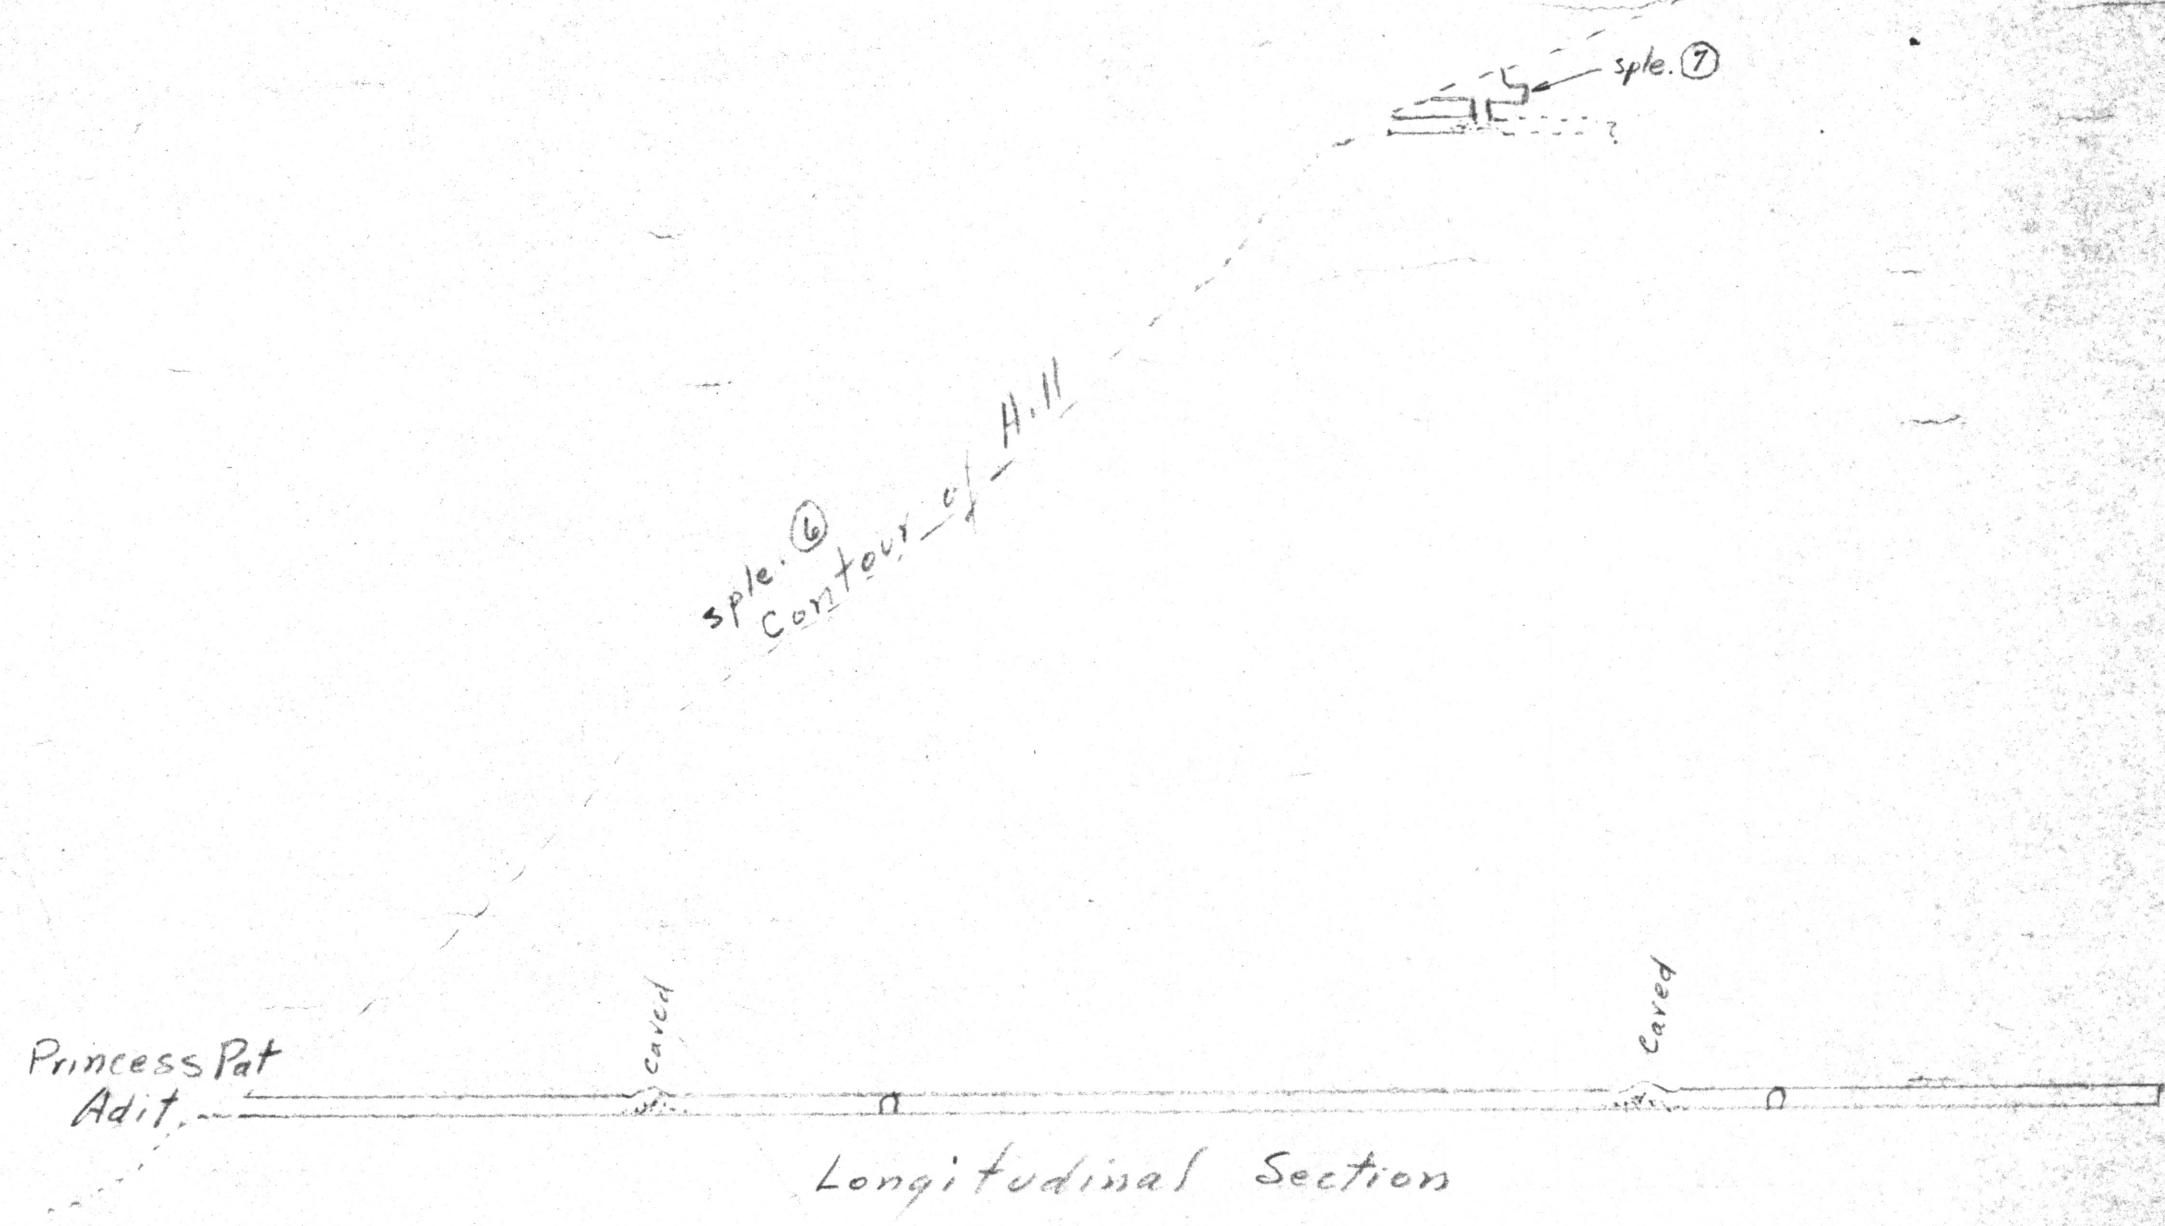 sple. 7
?
sple. 6
Contour of Hill
Caved
Caved
Princess Pat
Adit.
Longitudinal Section